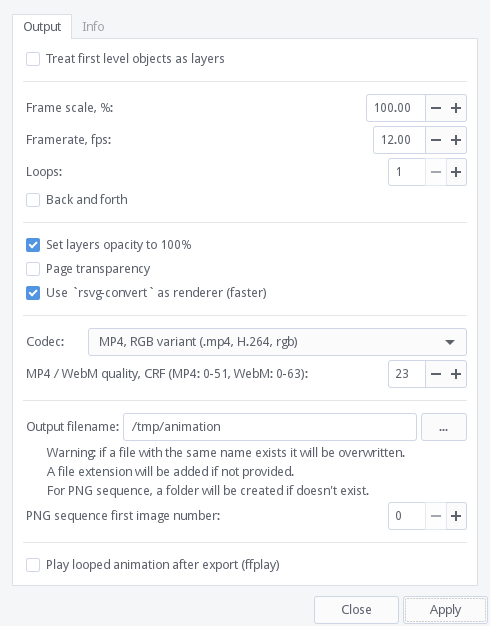 Output Info
Treat first level objects as layers
Frame scale, %: 100.00
Framerate, fps: 12.00
Loops: 1
Back and forth
Set layers opacity to 100%
Page transparency
Use `rsvg-convert` as renderer (faster)
Codec: MP4, RGB variant (.mp4, H.264, rgb)
MP4 / WebM quality, CRF (MP4: 0-51, WebM: 0-63): 23
Output filename: /tmp/animation ...
Warning: if a file with the same name exists it will be overwritten.
A file extension will be added if not provided.
For PNG sequence, a folder will be created if doesn't exist.
PNG sequence first image number: 0
Play looped animation after export (ffplay)
Close Apply